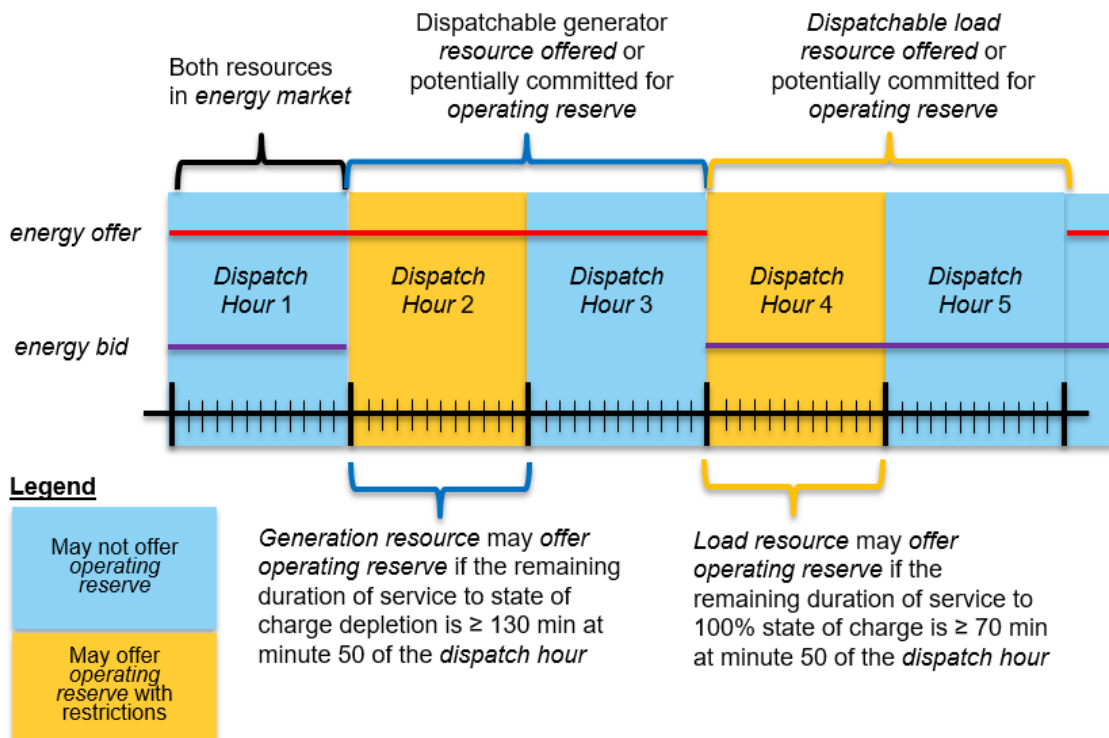 Both resources
in energy market
Dispatchable generator
resource offered or
potentially committed for
operating reserve
Dispatchable load
resource offered or
potentially committed for
operating reserve
energy offer
Dispatch
Hour 1
Dispatch
Hour 2
Dispatch
Hour 3
Dispatch
Hour 4
Dispatch
Hour 5
energy bid
Legend
May not offer
operating
reserve
May offer
operating
reserve with
restrictions
Generation resource may offer
operating reserve if the remaining
duration of service to state of
charge depletion is ≥ 130 min at
minute 50 of the dispatch hour
Load resource may offer
operating reserve if the
remaining duration of service to
100% state of charge is ≥ 70 min
at minute 50 of the dispatch hour